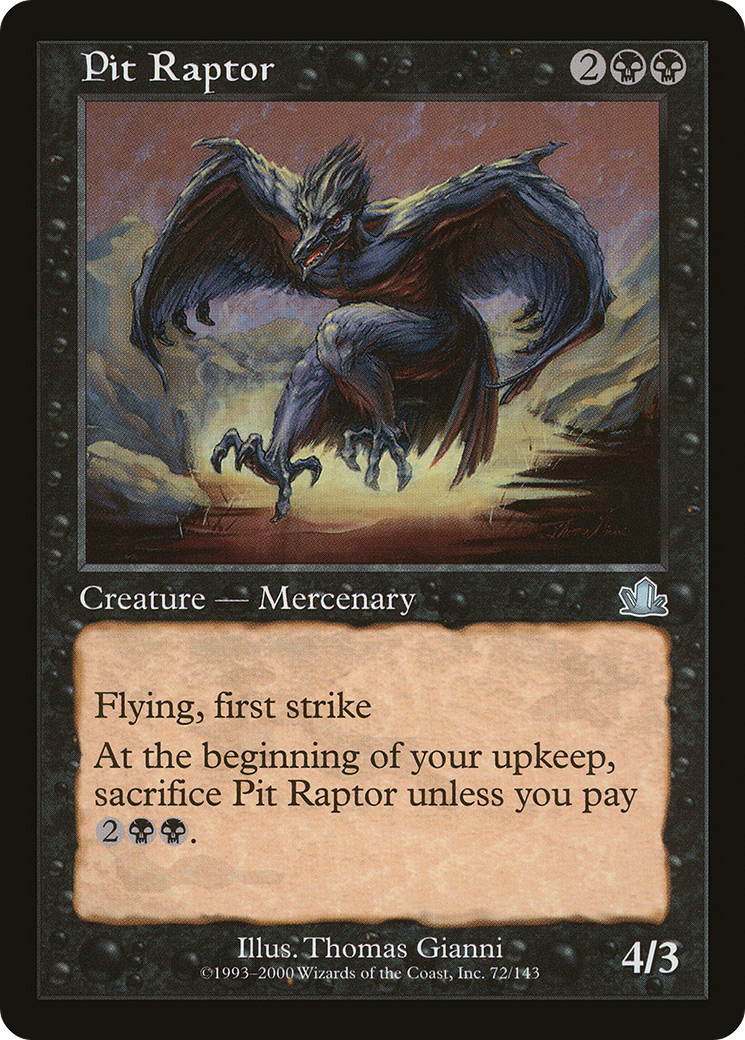 Pit Raptor 2
Creature — Mercenary
Flying, first strike
At the beginning of your upkeep,
sacrifice Pit Raptor unless you pay
2 .
Illus. Thomas Gianni
©1993–2000 Wizards of the Coast, Inc. 72/143
4/3